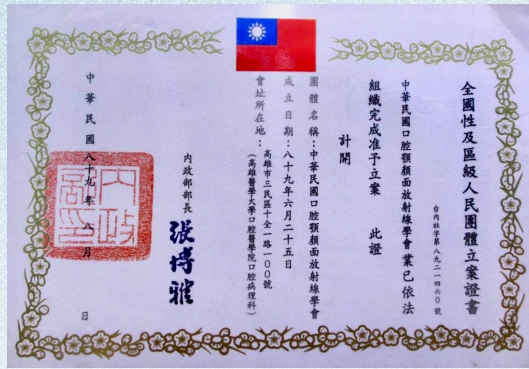 全國性及區級人民團體立案證書
台內社字第八九二一四六〇號
中華民國口腔顎顏面放射線學會業已依法
組織完成准予立案　此證
計開
團體名稱：中華民國口腔顎顏面放射線學會
成立日期：八十九年六月二十五日
會址所在地：高雄市三民區十全一路一〇〇號
（高雄醫學大學口腔醫學院口腔病理科）
內政部部長　張博雅
中華民國八十九年八月　日
內政部印